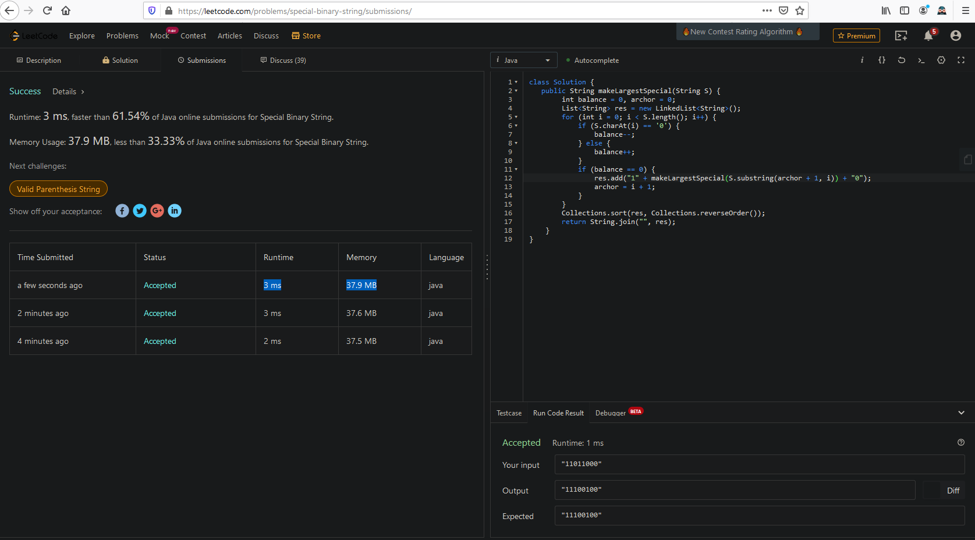 https://leetcode.com/problems/special-binary-string/submissions/
LeetCode Explore Problems Mock New Contest Articles Discuss Store
🔥New Contest Rating Algorithm 🔥
Premium
5
Description Solution Submissions Discuss (39)
i Java Autocomplete
Success Details
Runtime: 3 ms, faster than 61.54% of Java online submissions for Special Binary String.
Memory Usage: 37.9 MB, less than 33.33% of Java online submissions for Special Binary String.
Next challenges:
Valid Parenthesis String
Show off your acceptance:
Time Submitted Status Runtime Memory Language
a few seconds ago Accepted 3 ms 37.9 MB java
2 minutes ago Accepted 3 ms 37.6 MB java
4 minutes ago Accepted 2 ms 37.5 MB java
1 class Solution {
2 public String makeLargestSpecial(String S) {
3 int balance = 0, archor = 0;
4 List<String> res = new LinkedList<String>();
5 for (int i = 0; i < S.length(); i++) {
6 if (S.charAt(i) == '0') {
7 balance--;
8 } else {
9 balance++;
10 }
11 if (balance == 0) {
12 res.add("1" + makeLargestSpecial(S.substring(archor + 1, i)) + "0");
13 archor = i + 1;
14 }
15 }
16 Collections.sort(res, Collections.reverseOrder());
17 return String.join("", res);
18 }
19 }
Testcase Run Code Result Debugger BETA
Accepted Runtime: 1 ms
Your input "11011000"
Output "11100100" Diff
Expected "11100100"